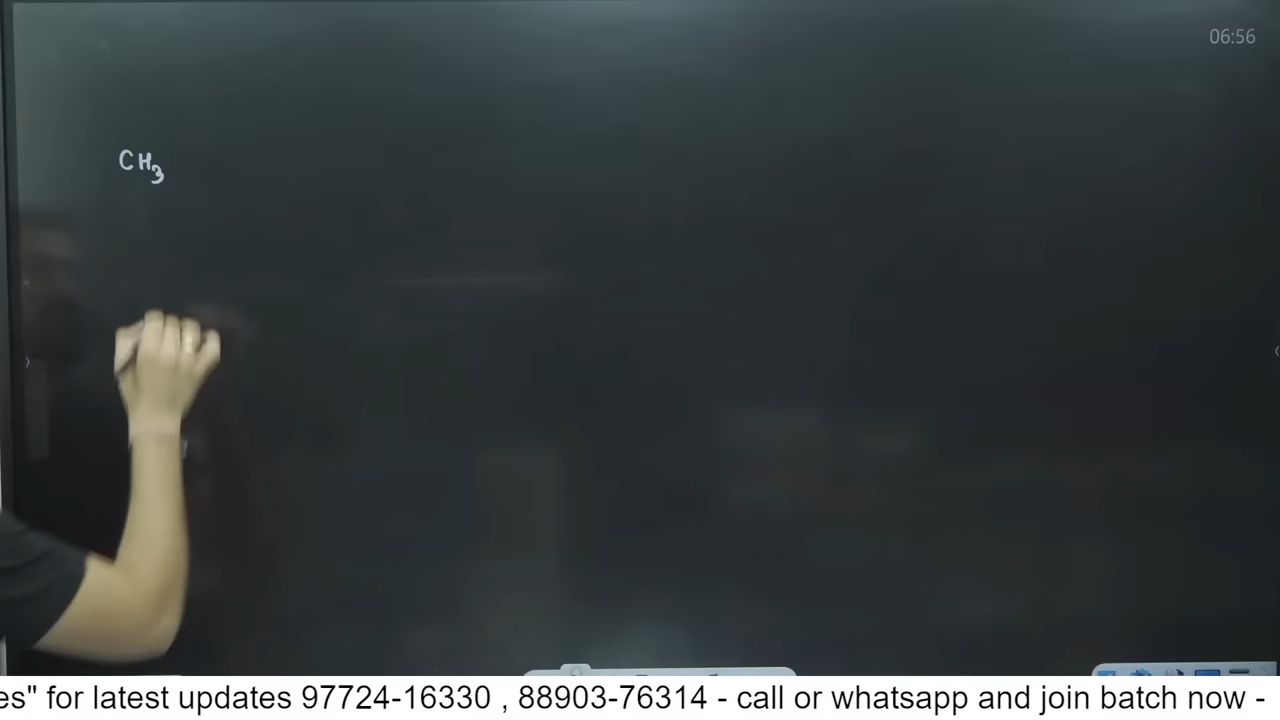 06:56
CH₃
es" for latest updates 97724-16330 , 88903-76314 - call or whatsapp and join batch now -